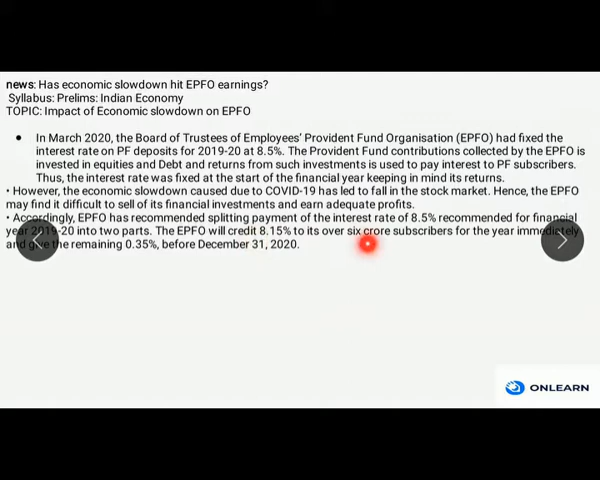 news: Has economic slowdown hit EPFO earnings?
Syllabus: Prelims: Indian Economy
TOPIC: Impact of Economic slowdown on EPFO
• In March 2020, the Board of Trustees of Employees' Provident Fund Organisation (EPFO) had fixed the
interest rate on PF deposits for 2019-20 at 8.5%. The Provident Fund contributions collected by the EPFO is
invested in equities and Debt and returns from such investments is used to pay interest to PF subscribers.
Thus, the interest rate was fixed at the start of the financial year keeping in mind its returns.
• However, the economic slowdown caused due to COVID-19 has led to fall in the stock market. Hence, the EPFO
may find it difficult to sell of its financial investments and earn adequate profits.
• Accordingly, EPFO has recommended splitting payment of the interest rate of 8.5% recommended for financial
year 2019-20 into two parts. The EPFO will credit 8.15% to its over six crore subscribers for the year immediately
and give the remaining 0.35%, before December 31, 2020.
ONLEARN